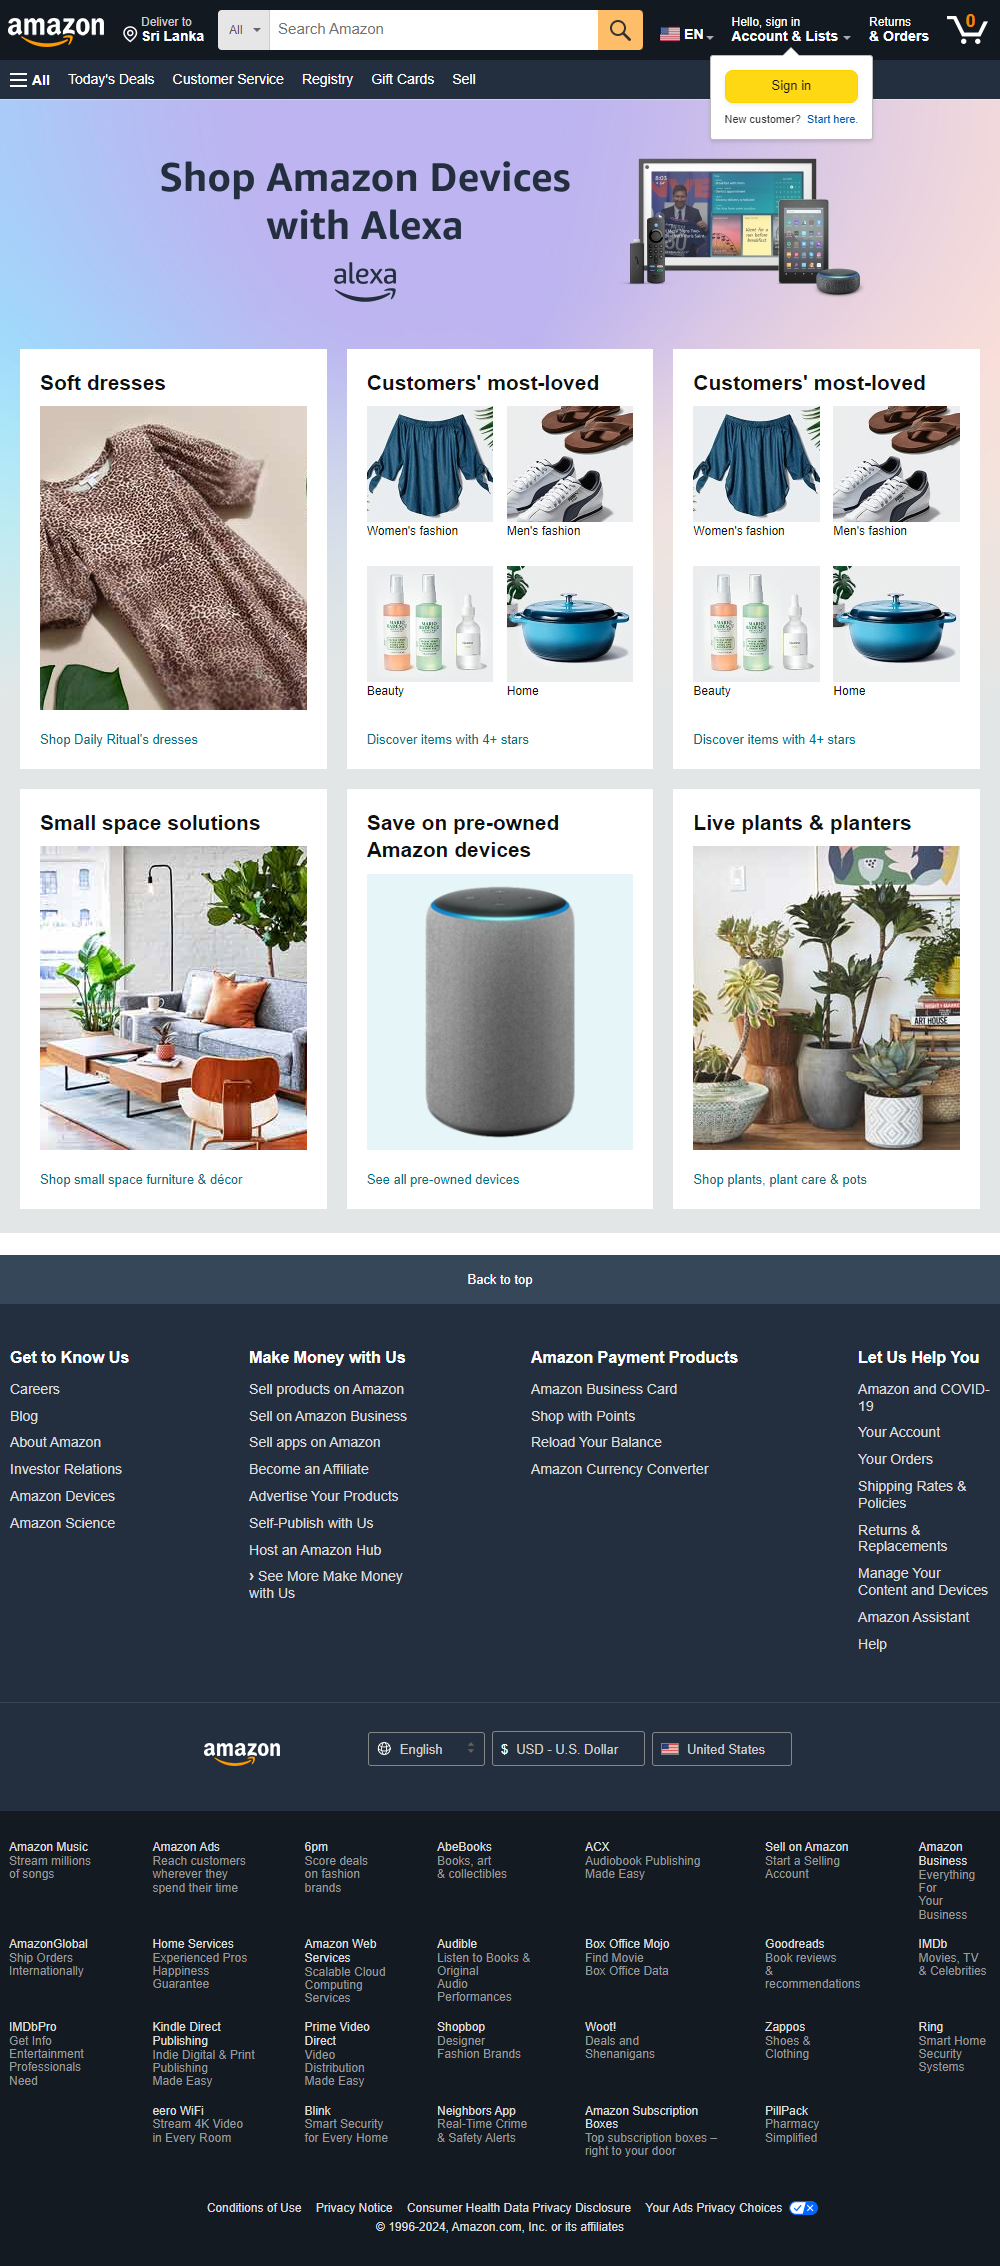 amazon
Deliver to
Sri Lanka
All
Search Amazon
EN
Hello, sign in
Account & Lists
Returns
& Orders
0
All
Today's Deals
Customer Service
Registry
Gift Cards
Sell
Sign in
New customer? Start here.
Shop Amazon Devices
with Alexa
alexa
8:03
Soft dresses
Shop Daily Ritual's dresses
Customers' most-loved
Women's fashion
Men's fashion
MARIO BADESCU
MARIO BADESCU
Beauty
Home
Discover items with 4+ stars
Customers' most-loved
Women's fashion
Men's fashion
MARIO BADESCU
MARIO BADESCU
Beauty
Home
Discover items with 4+ stars
Small space solutions
Shop small space furniture & décor
Save on pre-owned
Amazon devices
See all pre-owned devices
Live plants & planters
ART HOUSE
Shop plants, plant care & pots
Back to top
Get to Know Us
Careers
Blog
About Amazon
Investor Relations
Amazon Devices
Amazon Science
Make Money with Us
Sell products on Amazon
Sell on Amazon Business
Sell apps on Amazon
Become an Affiliate
Advertise Your Products
Self-Publish with Us
Host an Amazon Hub
› See More Make Money
with Us
Amazon Payment Products
Amazon Business Card
Shop with Points
Reload Your Balance
Amazon Currency Converter
Let Us Help You
Amazon and COVID-
19
Your Account
Your Orders
Shipping Rates &
Policies
Returns &
Replacements
Manage Your
Content and Devices
Amazon Assistant
Help
amazon
English
$ USD - U.S. Dollar
United States
Amazon Music
Stream millions
of songs
Amazon Ads
Reach customers
wherever they
spend their time
6pm
Score deals
on fashion
brands
AbeBooks
Books, art
& collectibles
ACX
Audiobook Publishing
Made Easy
Sell on Amazon
Start a Selling
Account
Amazon
Business
Everything
For
Your
Business
AmazonGlobal
Ship Orders
Internationally
Home Services
Experienced Pros
Happiness
Guarantee
Amazon Web
Services
Scalable Cloud
Computing
Services
Audible
Listen to Books &
Original
Audio
Performances
Box Office Mojo
Find Movie
Box Office Data
Goodreads
Book reviews
&
recommendations
IMDb
Movies, TV
& Celebrities
IMDbPro
Get Info
Entertainment
Professionals
Need
Kindle Direct
Publishing
Indie Digital & Print
Publishing
Made Easy
Prime Video
Direct
Video
Distribution
Made Easy
Shopbop
Designer
Fashion Brands
Woot!
Deals and
Shenanigans
Zappos
Shoes &
Clothing
Ring
Smart Home
Security
Systems
eero WiFi
Stream 4K Video
in Every Room
Blink
Smart Security
for Every Home
Neighbors App
Real-Time Crime
& Safety Alerts
Amazon Subscription
Boxes
Top subscription boxes –
right to your door
PillPack
Pharmacy
Simplified
Conditions of Use
Privacy Notice
Consumer Health Data Privacy Disclosure
Your Ads Privacy Choices
© 1996-2024, Amazon.com, Inc. or its affiliates